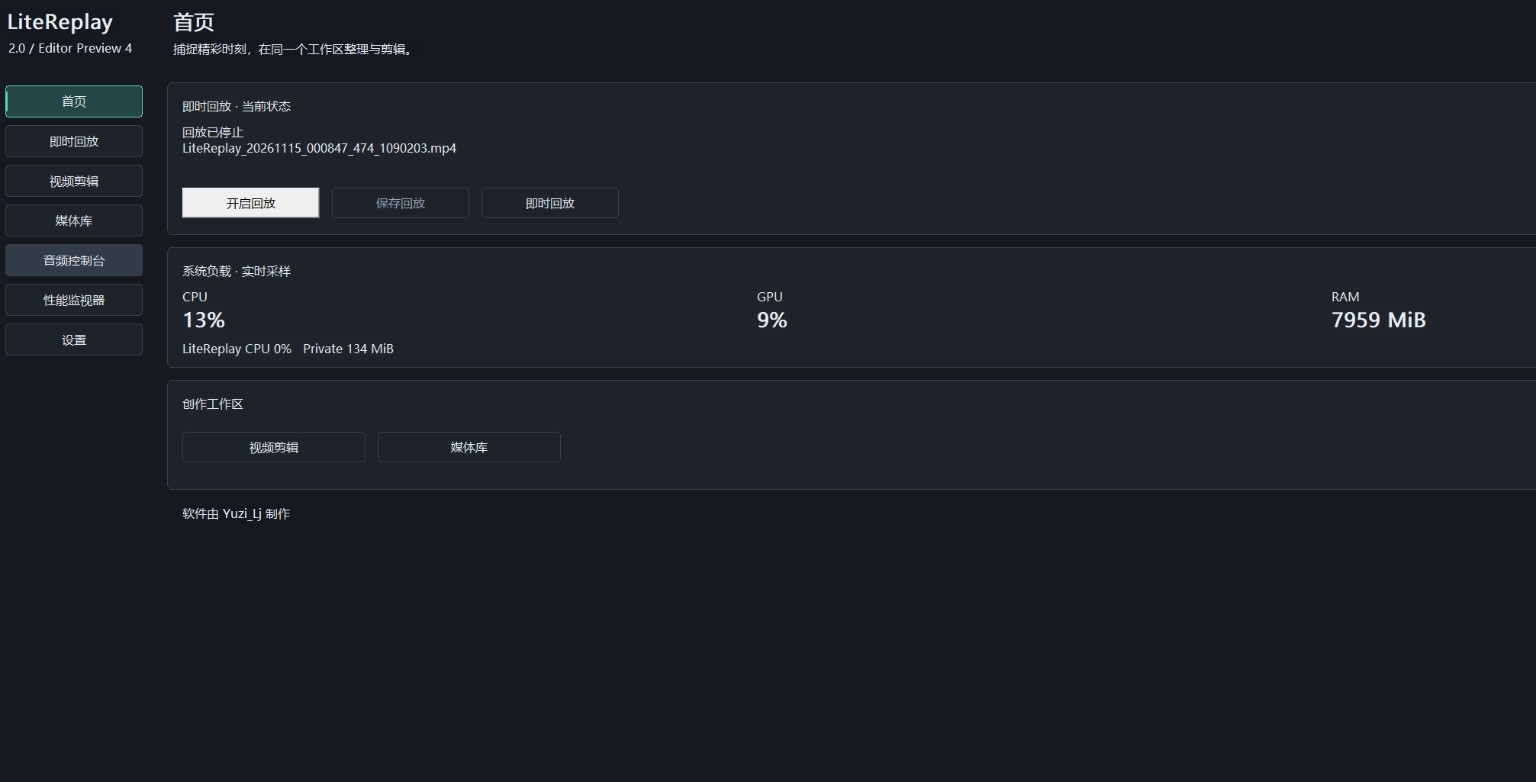 LiteReplay
2.0 / Editor Preview 4
首页
即时回放
视频剪辑
媒体库
音频控制台
性能监视器
设置
首页
捕捉精彩时刻，在同一个工作区整理与剪辑。
即时回放 · 当前状态
回放已停止
LiteReplay_20261115_000847_474_1090203.mp4
开启回放 保存回放 即时回放
系统负载 · 实时采样
CPU GPU RAM
13% 9% 7959 MiB
LiteReplay CPU 0% Private 134 MiB
创作工作区
视频剪辑 媒体库
软件由 Yuzi_Lj 制作